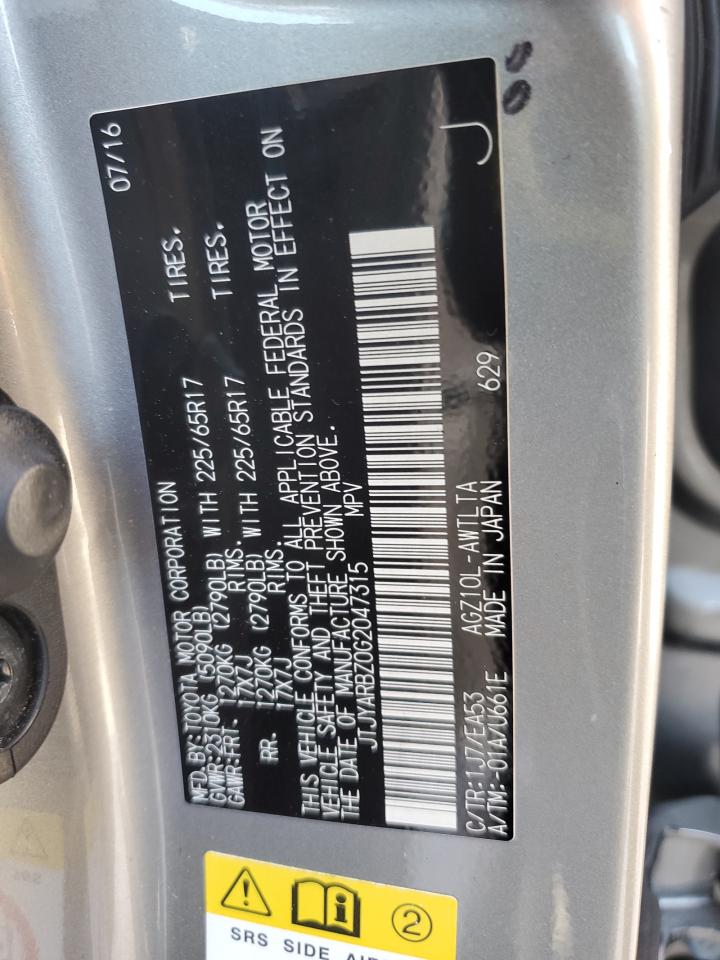 07/16
MFD.BY:TOYOTA MOTOR CORPORATION
GVWR:2310KG (5090LB)
GAWR:FRT. 1270KG (2790LB) WITH 225/65R17 TIRES.
17X7J RIMS.
RR. 1270KG (2790LB) WITH 225/65R17 TIRES.
17X7J RIMS.
THIS VEHICLE CONFORMS TO ALL APPLICABLE FEDERAL MOTOR
VEHICLE SAFETY AND THEFT PREVENTION STANDARDS IN EFFECT ON
THE DATE OF MANUFACTURE SHOWN ABOVE.
JTJYARBZ0G2047315 MPV
J
C/TR:1J7/EA53 AGZ10L-AWTLTA 629
A/TM:-01A/U661E MADE IN JAPAN
2
SRS SIDE